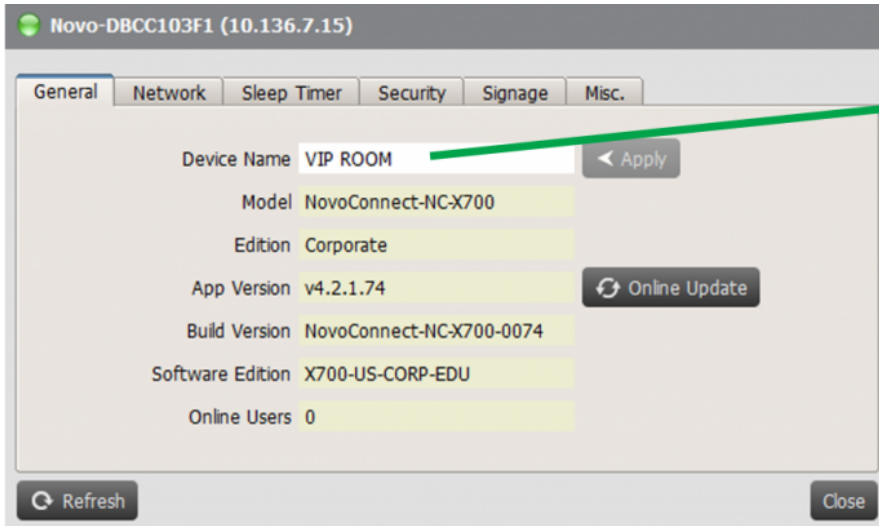 Novo-DBCC103F1 (10.136.7.15)
General Network Sleep Timer Security Signage Misc.
Device Name VIP ROOM Apply
Model NovoConnect-NC-X700
Edition Corporate
App Version v4.2.1.74 Online Update
Build Version NovoConnect-NC-X700-0074
Software Edition X700-US-CORP-EDU
Online Users 0
Refresh Close